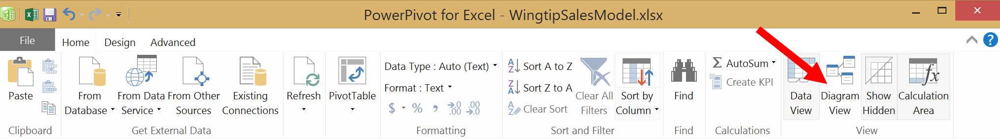 PowerPivot for Excel - WingtipSalesModel.xlsx
File
Home
Design
Advanced
Paste
Clipboard
From
Database
From Data
Service
From Other
Sources
Existing
Connections
Get External Data
Refresh
PivotTable
Data Type : Auto (Text)
Format : Text
$ % , .0 .00 .00 .0
Formatting
A Z Sort A to Z
Z A Sort Z to A
A Z Clear Sort
Clear All
Filters
Sort by
Column
Sort and Filter
Find
Find
Σ AutoSum
Create KPI
Calculations
Data
View
Diagram
View
Show
Hidden
fx
Calculation
Area
View
?